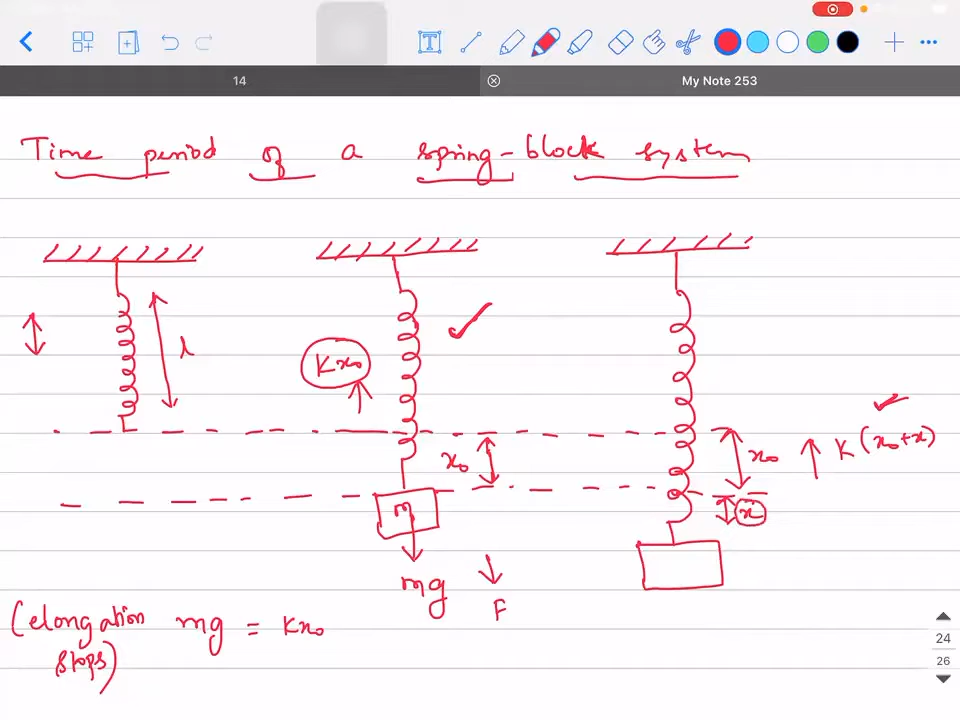 14
My Note 253
Time period of a spring-block system
l
Kx₀
x₀
m
mg
F
x₀
x
K(x₀+x)
(elongation stops)
mg = Kx₀
24
26